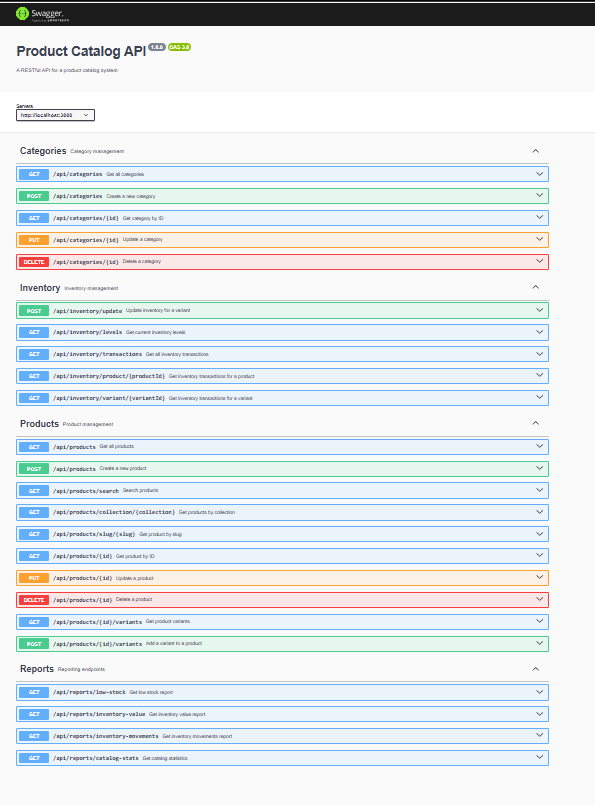 Swagger.
Product Catalog API 1.0.0 OAS 3.0
A RESTful API for a product catalog system
Servers
http://localhost:3000
Categories Category management
GET /api/categories Get all categories
POST /api/categories Create a new category
GET /api/categories/{id} Get category by ID
PUT /api/categories/{id} Update a category
DELETE /api/categories/{id} Delete a category
Inventory Inventory management
POST /api/inventory/update Update inventory for a variant
GET /api/inventory/levels Get current inventory levels
GET /api/inventory/transactions Get all inventory transactions
GET /api/inventory/product/{productId} Get inventory transactions for a product
GET /api/inventory/variant/{variantId} Get inventory transactions for a variant
Products Product management
GET /api/products Get all products
POST /api/products Create a new product
GET /api/products/search Search products
GET /api/products/collection/{collection} Get products by collection
GET /api/products/slug/{slug} Get product by slug
GET /api/products/{id} Get product by ID
PUT /api/products/{id} Update a product
DELETE /api/products/{id} Delete a product
GET /api/products/{id}/variants Get product variants
POST /api/products/{id}/variants Add a variant to a product
Reports Reporting endpoints
GET /api/reports/low-stock Get low stock report
GET /api/reports/inventory-value Get inventory value report
GET /api/reports/inventory-movements Get inventory movements report
GET /api/reports/catalog-stats Get catalog statistics